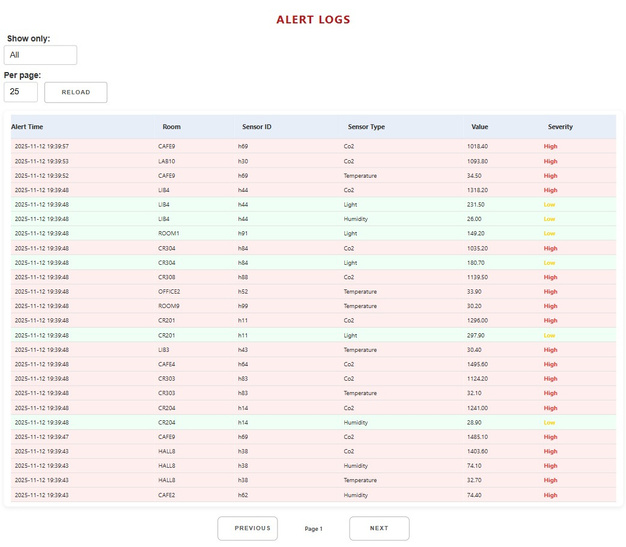 ALERT LOGS
Show only:
All
Per page:
25 RELOAD
Alert Time Room Sensor ID Sensor Type Value Severity
2025-11-12 19:39:57 CAFE9 h69 Co2 1018.40 High
2025-11-12 19:39:53 LAB10 h30 Co2 1093.80 High
2025-11-12 19:39:52 CAFE9 h69 Temperature 34.50 High
2025-11-12 19:39:48 LIB4 h44 Co2 1318.20 High
2025-11-12 19:39:48 LIB4 h44 Light 231.50 Low
2025-11-12 19:39:48 LIB4 h44 Humidity 26.00 Low
2025-11-12 19:39:48 ROOM1 h91 Light 149.20 Low
2025-11-12 19:39:48 CR304 h84 Co2 1035.20 High
2025-11-12 19:39:48 CR304 h84 Light 180.70 Low
2025-11-12 19:39:48 CR308 h88 Co2 1139.50 High
2025-11-12 19:39:48 OFFICE2 h52 Temperature 33.90 High
2025-11-12 19:39:48 ROOM9 h99 Temperature 30.20 High
2025-11-12 19:39:48 CR201 h11 Co2 1296.00 High
2025-11-12 19:39:48 CR201 h11 Light 297.90 Low
2025-11-12 19:39:48 LIB3 h43 Temperature 30.40 High
2025-11-12 19:39:48 CAFE4 h64 Co2 1495.60 High
2025-11-12 19:39:48 CR303 h83 Co2 1124.20 High
2025-11-12 19:39:48 CR303 h83 Temperature 32.10 High
2025-11-12 19:39:48 CR204 h14 Co2 1241.00 High
2025-11-12 19:39:48 CR204 h14 Humidity 28.90 Low
2025-11-12 19:39:47 CAFE9 h69 Co2 1485.10 High
2025-11-12 19:39:43 HALL8 h38 Co2 1403.60 High
2025-11-12 19:39:43 HALL8 h38 Humidity 74.10 High
2025-11-12 19:39:43 HALL8 h38 Temperature 32.70 High
2025-11-12 19:39:43 CAFE2 h62 Humidity 74.40 High
PREVIOUS Page 1 NEXT